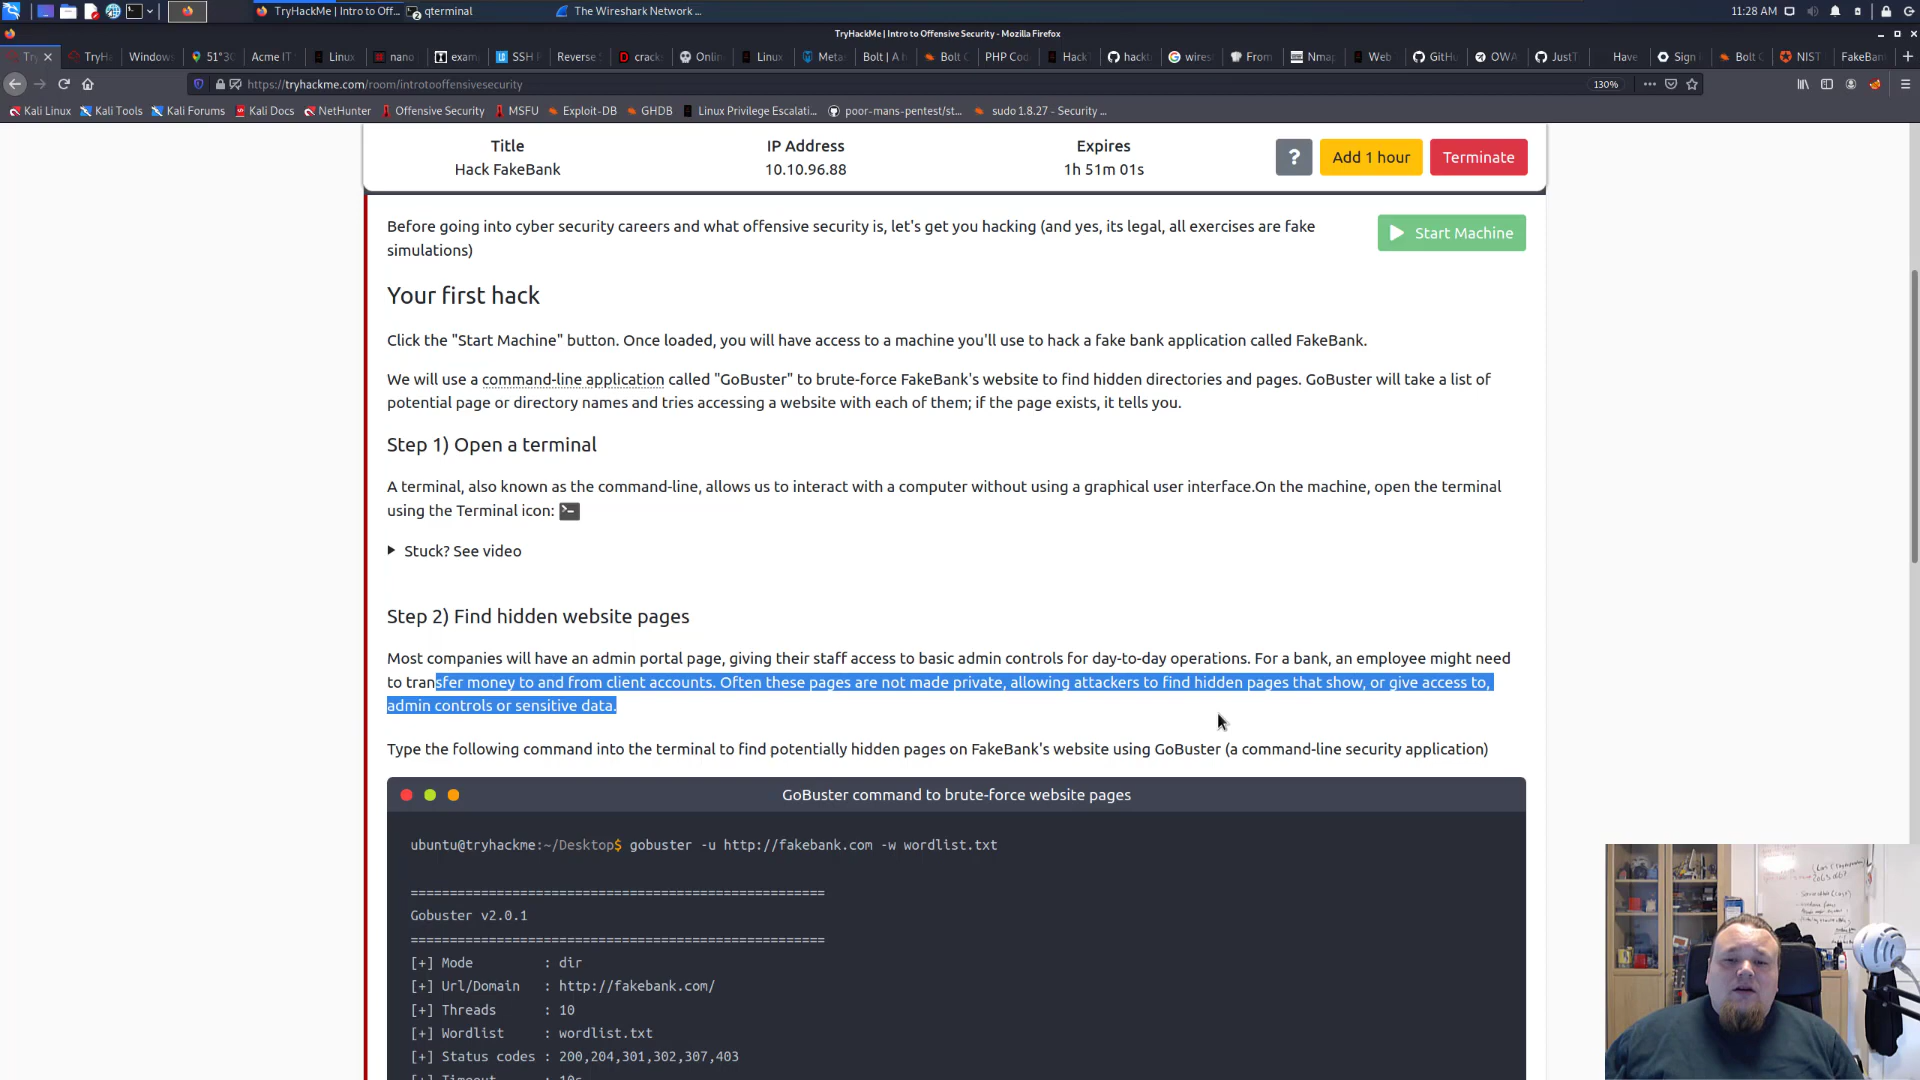 TryHackMe | Intro to Off... qterminal The Wireshark Network ... 11:28 AM
TryHackMe | Intro to Offensive Security - Mozilla Firefox
Try TryH Window 51°3 Acme IT Linux nano exam SSH Reverse crack Onlin Linux Meta Bolt | A h Bolt C PHP Co Hack hackt wires From Nmap Web GitHu OWA JustT Have Sign Bolt C NIST FakeBan
https://tryhackme.com/room/introtooffensivesecurity 130%
Kali Linux Kali Tools Kali Forums Kali Docs NetHunter Offensive Security MSFU Exploit-DB GHDB Linux Privilege Escalati... poor-mans-pentest/st... sudo 1.8.27 - Security ...
Title IP Address Expires
Hack FakeBank 10.10.96.88 1h 51m 01s
? Add 1 hour Terminate
Before going into cyber security careers and what offensive security is, let's get you hacking (and yes, its legal, all exercises are fake
simulations)
Start Machine
Your first hack
Click the "Start Machine" button. Once loaded, you will have access to a machine you'll use to hack a fake bank application called FakeBank.
We will use a command-line application called "GoBuster" to brute-force FakeBank's website to find hidden directories and pages. GoBuster will take a list of
potential page or directory names and tries accessing a website with each of them; if the page exists, it tells you.
Step 1) Open a terminal
A terminal, also known as the command-line, allows us to interact with a computer without using a graphical user interface.On the machine, open the terminal
using the Terminal icon:
Stuck? See video
Step 2) Find hidden website pages
Most companies will have an admin portal page, giving their staff access to basic admin controls for day-to-day operations. For a bank, an employee might need
to transfer money to and from client accounts. Often these pages are not made private, allowing attackers to find hidden pages that show, or give access to,
admin controls or sensitive data.
Type the following command into the terminal to find potentially hidden pages on FakeBank's website using GoBuster (a command-line security application)
GoBuster command to brute-force website pages
ubuntu@tryhackme:~/Desktop$ gobuster -u http://fakebank.com -w wordlist.txt
=====================================================
Gobuster v2.0.1
=====================================================
[+] Mode : dir
[+] Url/Domain : http://fakebank.com/
[+] Threads : 10
[+] Wordlist : wordlist.txt
[+] Status codes : 200,204,301,302,307,403
[+] Timeout : 10s